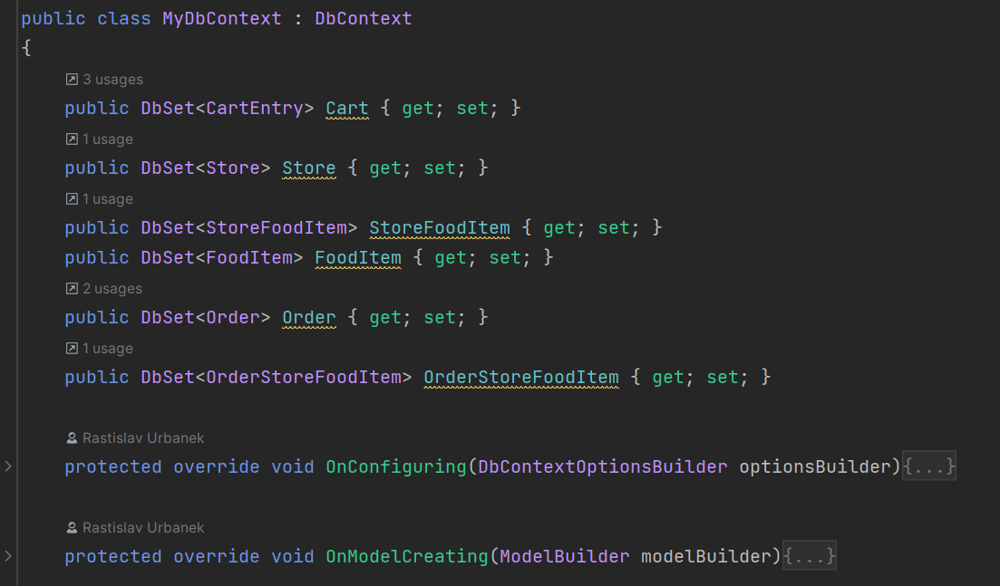 public class MyDbContext : DbContext
{
3 usages
public DbSet<CartEntry> Cart { get; set; }
1 usage
public DbSet<Store> Store { get; set; }
1 usage
public DbSet<StoreFoodItem> StoreFoodItem { get; set; }
public DbSet<FoodItem> FoodItem { get; set; }
2 usages
public DbSet<Order> Order { get; set; }
1 usage
public DbSet<OrderStoreFoodItem> OrderStoreFoodItem { get; set; }
Rastislav Urbanek
protected override void OnConfiguring(DbContextOptionsBuilder optionsBuilder){...}
Rastislav Urbanek
protected override void OnModelCreating(ModelBuilder modelBuilder){...}